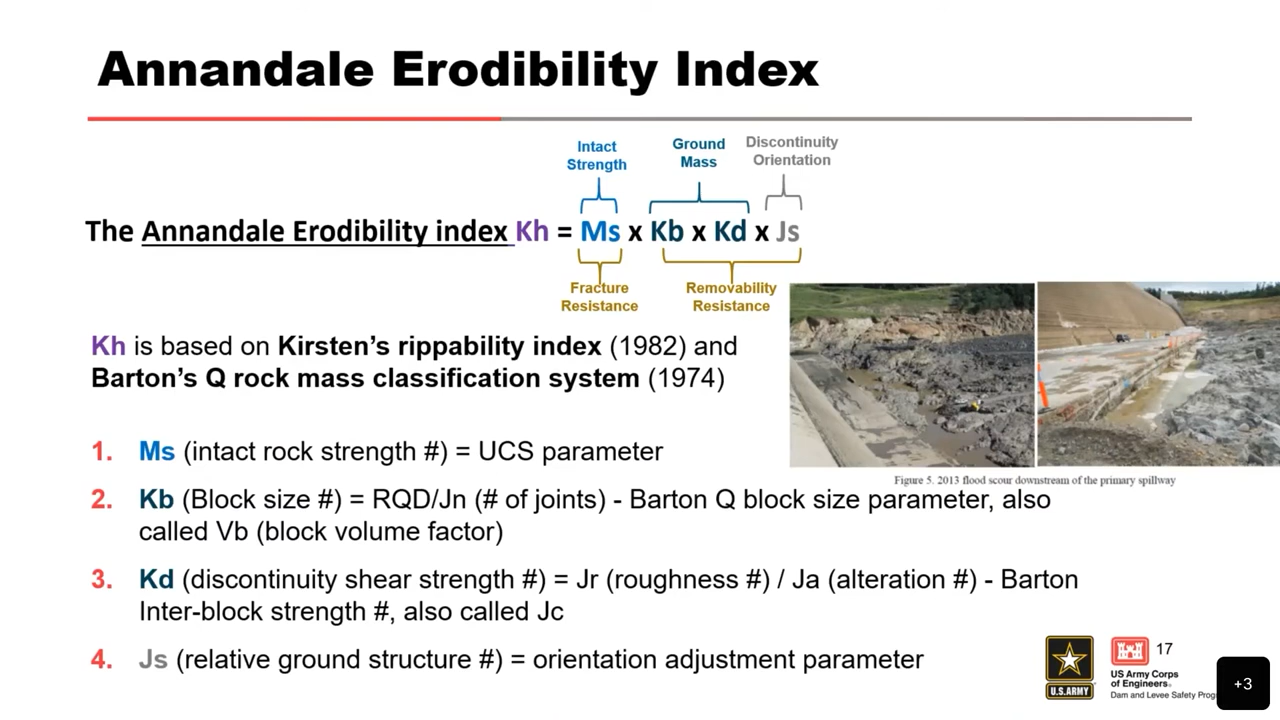 Annandale Erodibility Index
Intact
Strength
Ground
Mass
Discontinuity
Orientation
The Annandale Erodibility index Kh = Ms x Kb x Kd x Js
Fracture
Resistance
Removability
Resistance
Kh is based on Kirsten’s rippability index (1982) and
Barton’s Q rock mass classification system (1974)
Figure 5. 2013 flood scour downstream of the primary spillway
1. Ms (intact rock strength #) = UCS parameter
2. Kb (Block size #) = RQD/Jn (# of joints) - Barton Q block size parameter, also
called Vb (block volume factor)
3. Kd (discontinuity shear strength #) = Jr (roughness #) / Ja (alteration #) - Barton
Inter-block strength #, also called Jc
4. Js (relative ground structure #) = orientation adjustment parameter
U.S. ARMY
US Army Corps
of Engineers®
Dam and Levee Safety
17
+3